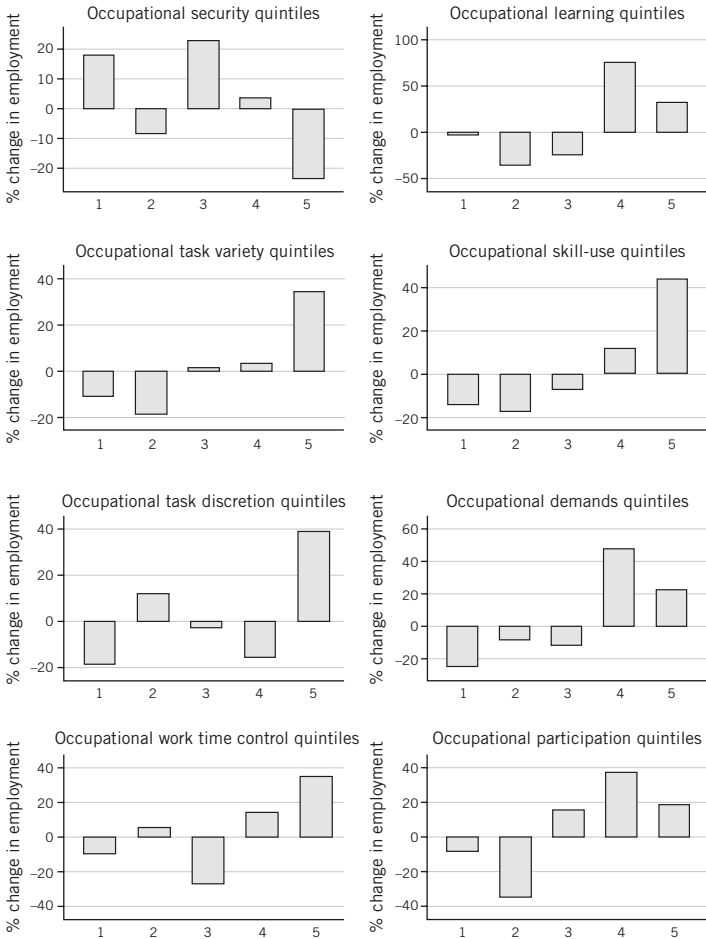 Occupational security quintiles
% change in employment
20
10
0
–10
–20
1 2 3 4 5
Occupational learning quintiles
% change in employment
100
50
0
–50
1 2 3 4 5
Occupational task variety quintiles
% change in employment
40
20
0
–20
1 2 3 4 5
Occupational skill-use quintiles
% change in employment
40
20
0
–20
1 2 3 4 5
Occupational task discretion quintiles
% change in employment
40
20
0
–20
1 2 3 4 5
Occupational demands quintiles
% change in employment
60
40
20
0
–20
1 2 3 4 5
Occupational work time control quintiles
% change in employment
40
20
0
–20
–40
1 2 3 4 5
Occupational participation quintiles
% change in employment
40
20
0
–20
–40
1 2 3 4 5